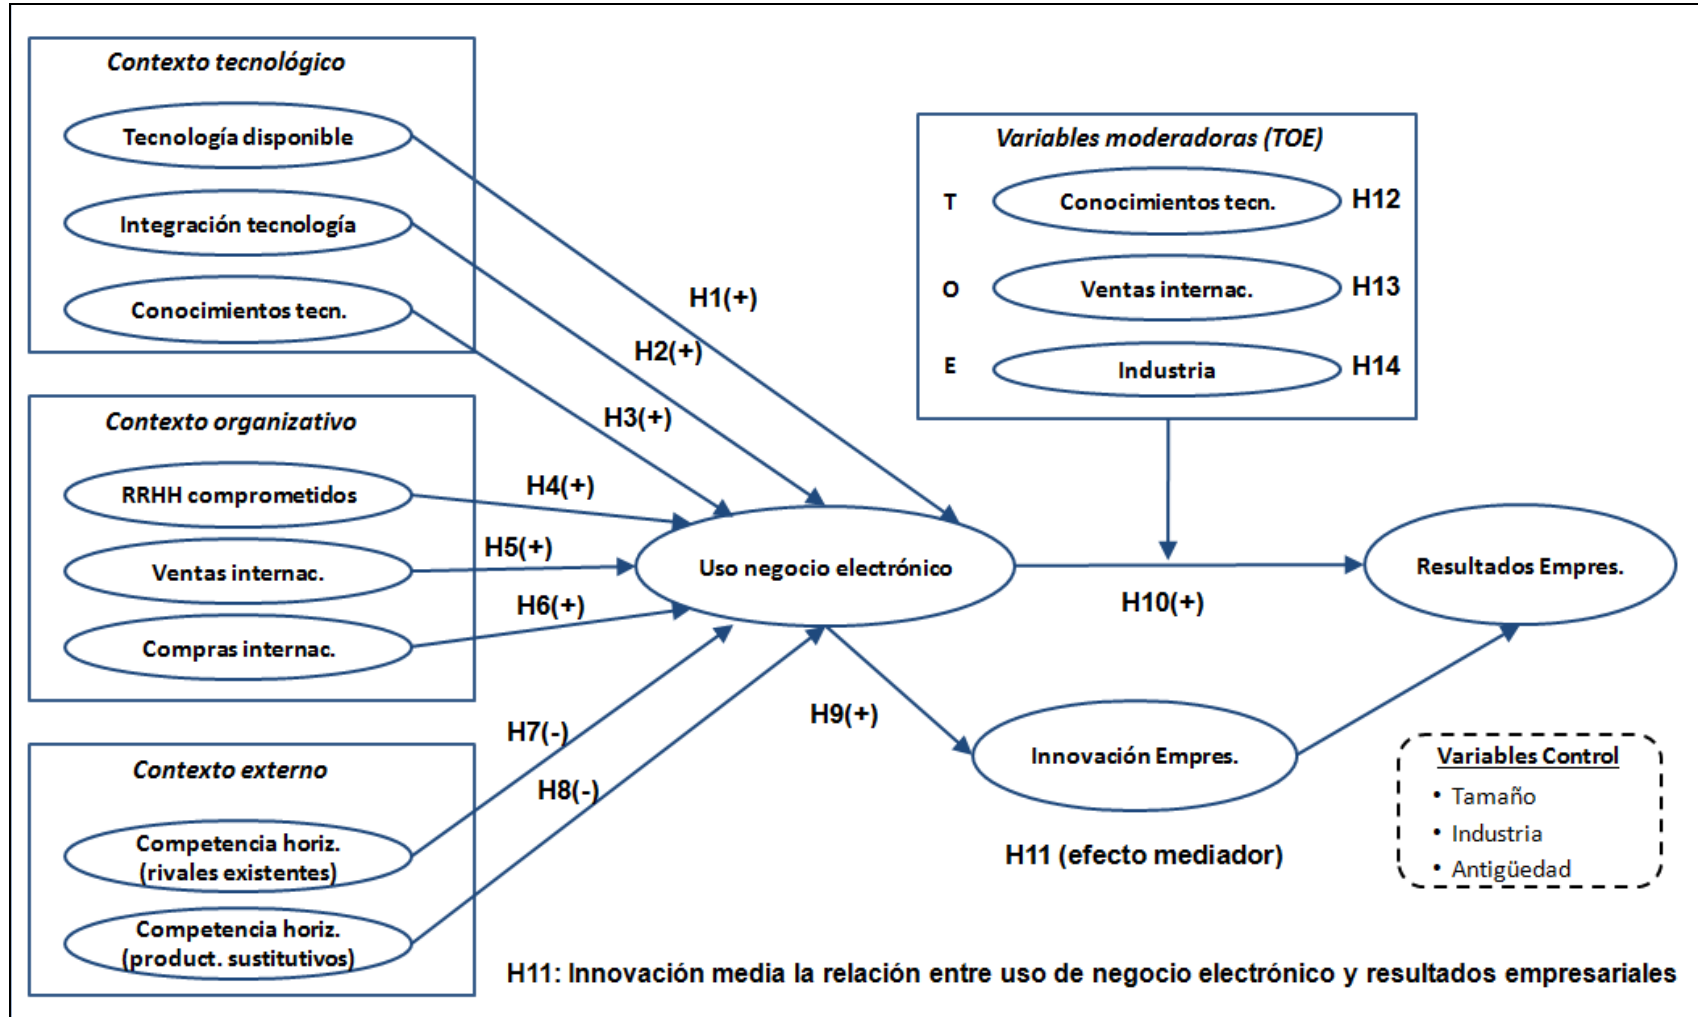 Contexto tecnológico
Tecnología disponible
Integración tecnología
Conocimientos tecn.
Contexto organizativo
RRHH comprometidos
Ventas internac.
Compras internac.
Contexto externo
Competencia horiz.
(rivales existentes)
Competencia horiz.
(product. sustitutivos)
H1(+)
H2(+)
H3(+)
H4(+)
H5(+)
H6(+)
H7(-)
H8(-)
Uso negocio electrónico
H9(+)
Variables moderadoras (TOE)
T Conocimientos tecn. H12
O Ventas internac. H13
E Industria H14
H10(+)
Resultados Empres.
Innovación Empres.
H11 (efecto mediador)
Variables Control
• Tamaño
• Industria
• Antigüedad
H11: Innovación media la relación entre uso de negocio electrónico y resultados empresariales